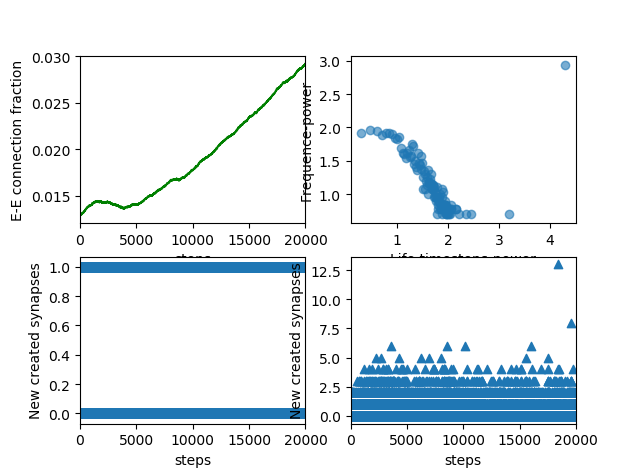 0.030
0.025
0.020
0.015
E-E connection fraction
0 5000 10000 15000 20000
steps
3.0
2.5
2.0
1.5
1.0
Frequence-power
1 2 3 4
Life timesteps power
1.0
0.8
0.6
0.4
0.2
0.0
New created synapses
0 5000 10000 15000 20000
steps
12.5
10.0
7.5
5.0
2.5
0.0
New created synapses
0 5000 10000 15000 20000
steps